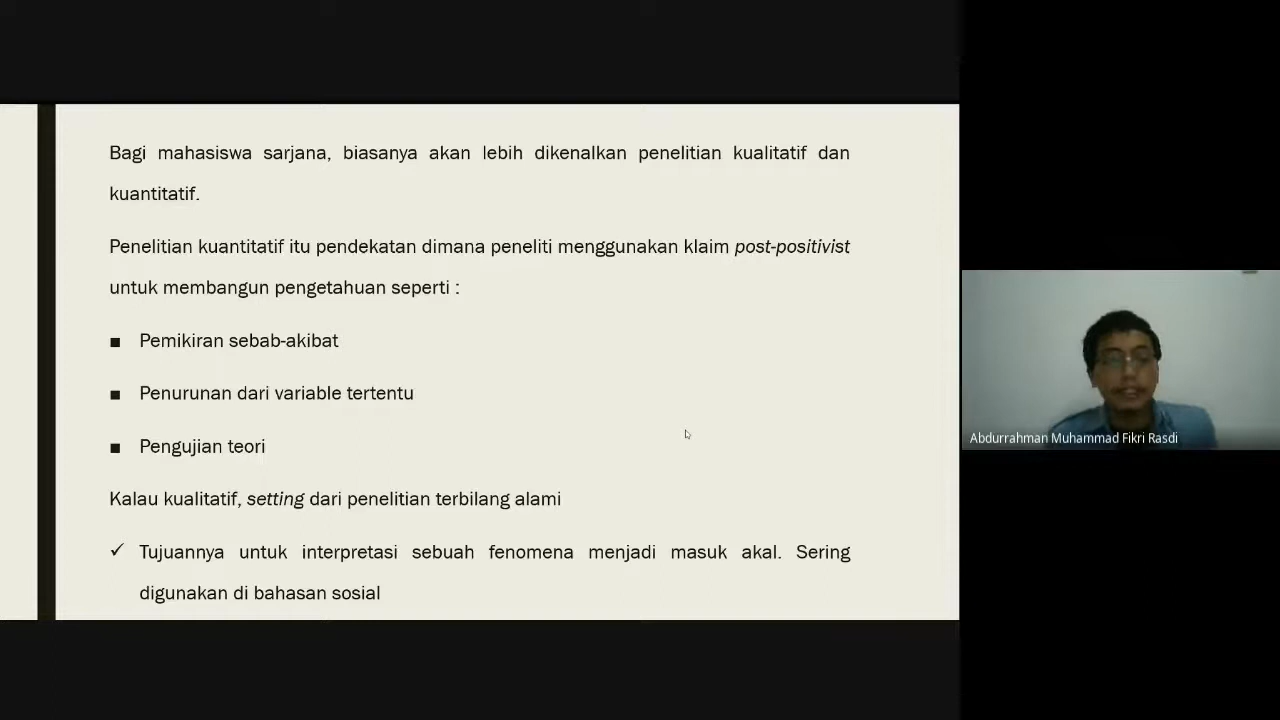 Bagi mahasiswa sarjana, biasanya akan lebih dikenalkan penelitian kualitatif dan
kuantitatif.
Penelitian kuantitatif itu pendekatan dimana peneliti menggunakan klaim post-positivist
untuk membangun pengetahuan seperti :
■ Pemikiran sebab-akibat
■ Penurunan dari variable tertentu
■ Pengujian teori
Kalau kualitatif, setting dari penelitian terbilang alami
✓ Tujuannya untuk interpretasi sebuah fenomena menjadi masuk akal. Sering
digunakan di bahasan sosial
Abdurrahman Muhammad Fikri Rasdi